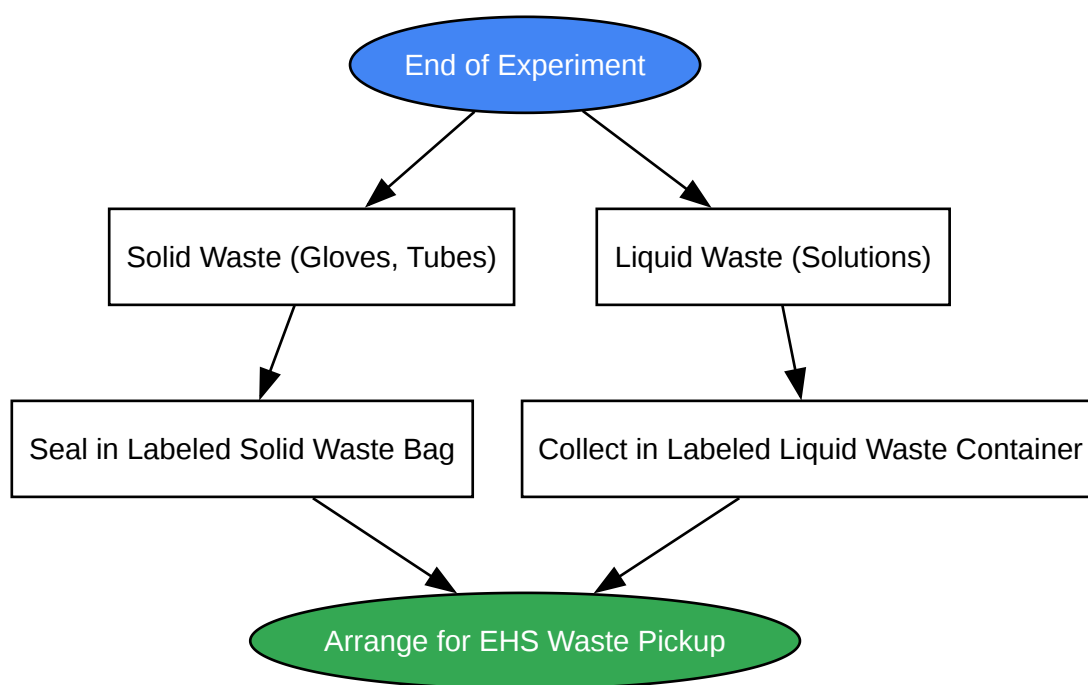 End of Experiment
Solid Waste (Gloves, Tubes)
Liquid Waste (Solutions)
Seal in Labeled Solid Waste Bag
Collect in Labeled Liquid Waste Container
Arrange for EHS Waste Pickup